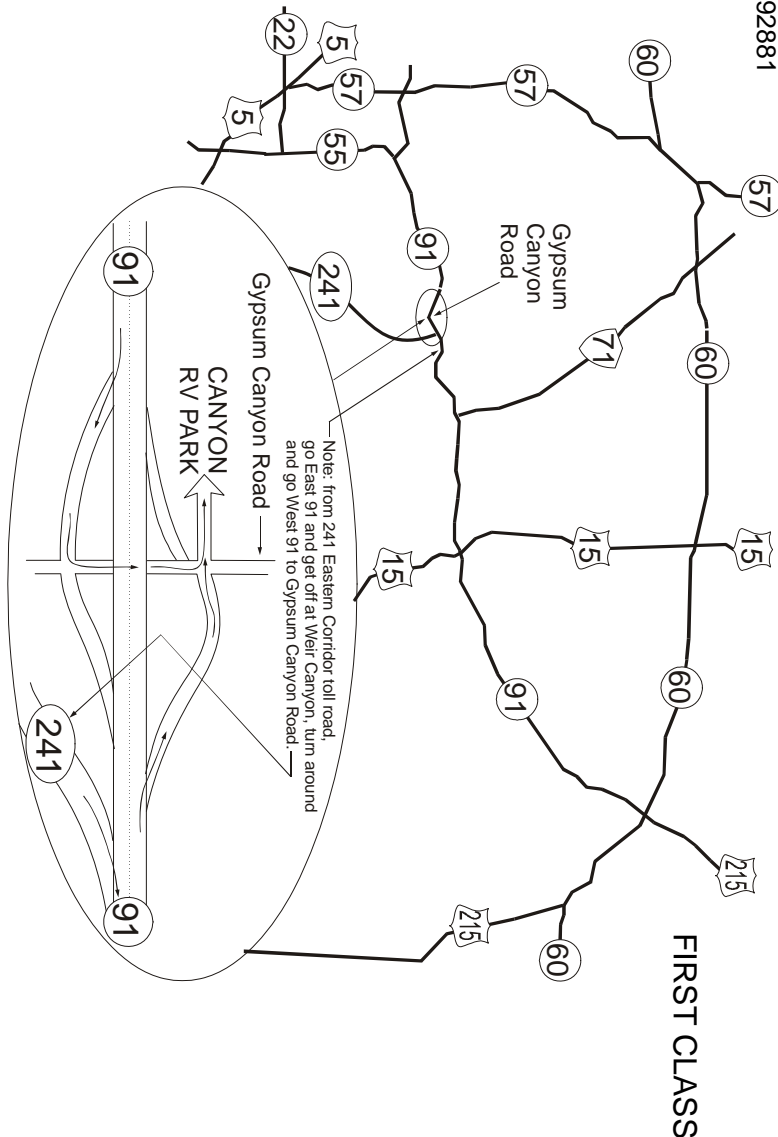 92881
57
15
215
60
FIRST CLASS
60
60
71
15
60
Gypsum
Canyon
Road
57
91
215
91
15
57
5
55
241
Note: from 241 Eastern Corridor toll road,
go East 91 and get off at Weir Canyon, turn around
and go West 91 to Gypsum Canyon Road.
22
Gypsum Canyon Road
5
CANYON
RV PARK
91
91
241